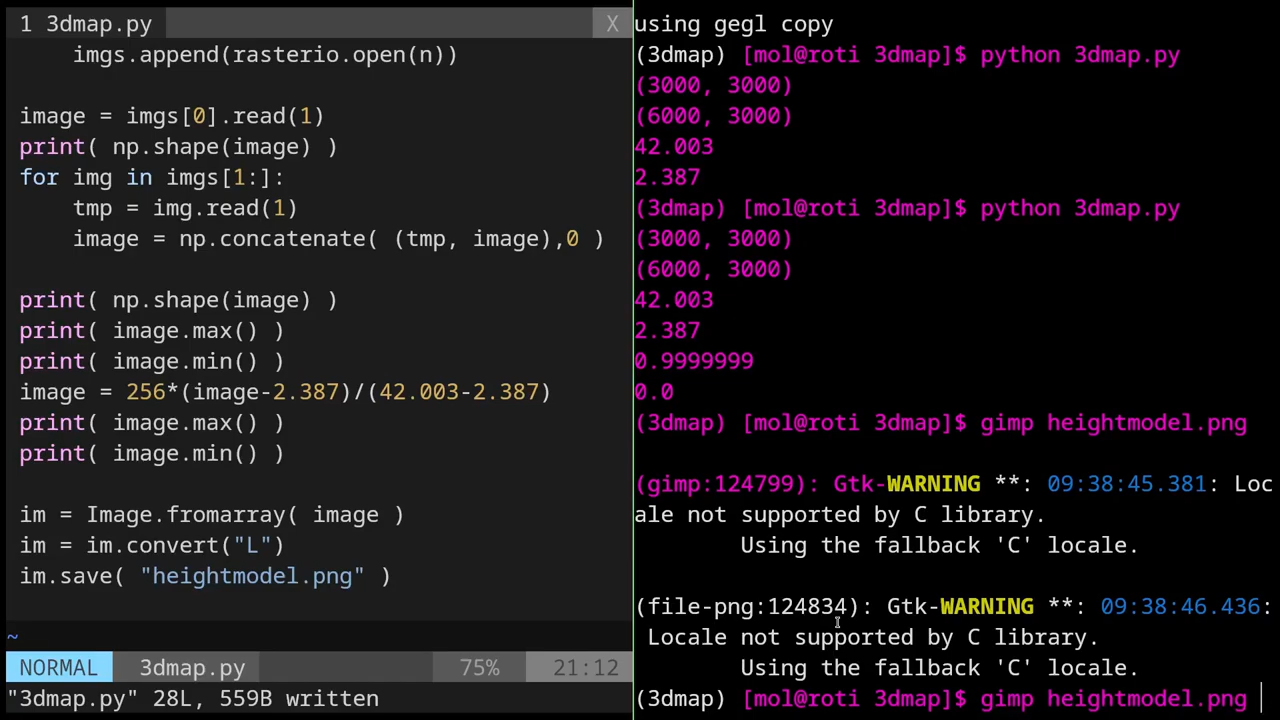 1 3dmap.py X
    imgs.append(rasterio.open(n))

image = imgs[0].read(1)
print( np.shape(image) )
for img in imgs[1:]:
    tmp = img.read(1)
    image = np.concatenate( (tmp, image),0 )

print( np.shape(image) )
print( image.max() )
print( image.min() )
image = 256*(image-2.387)/(42.003-2.387)
print( image.max() )
print( image.min() )

im = Image.fromarray( image )
im = im.convert("L")
im.save( "heightmodel.png" )

~
NORMAL 3dmap.py 75% 21:12
"3dmap.py" 28L, 559B written
using gegl copy
(3dmap) [mol@roti 3dmap]$ python 3dmap.py
(3000, 3000)
(6000, 3000)
42.003
2.387
(3dmap) [mol@roti 3dmap]$ python 3dmap.py
(3000, 3000)
(6000, 3000)
42.003
2.387
0.9999999
0.0
(3dmap) [mol@roti 3dmap]$ gimp heightmodel.png

(gimp:124799): Gtk-WARNING **: 09:38:45.381: Loc
ale not supported by C library.
        Using the fallback 'C' locale.

(file-png:124834): Gtk-WARNING **: 09:38:46.436:
 Locale not supported by C library.
        Using the fallback 'C' locale.
(3dmap) [mol@roti 3dmap]$ gimp heightmodel.png